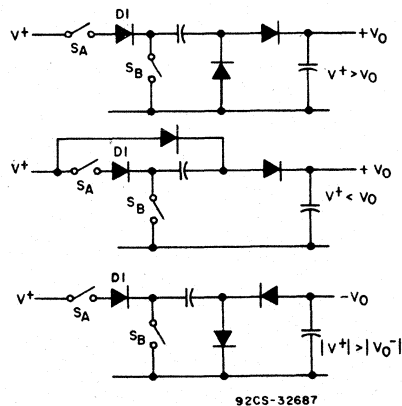 D1
V+
SA
SB
+VO
V+>VO
D1
V+
SA
SB
+VO
V+<VO
D1
V+
SA
SB
-VO
|V+|>|VO-|
92CS-32687